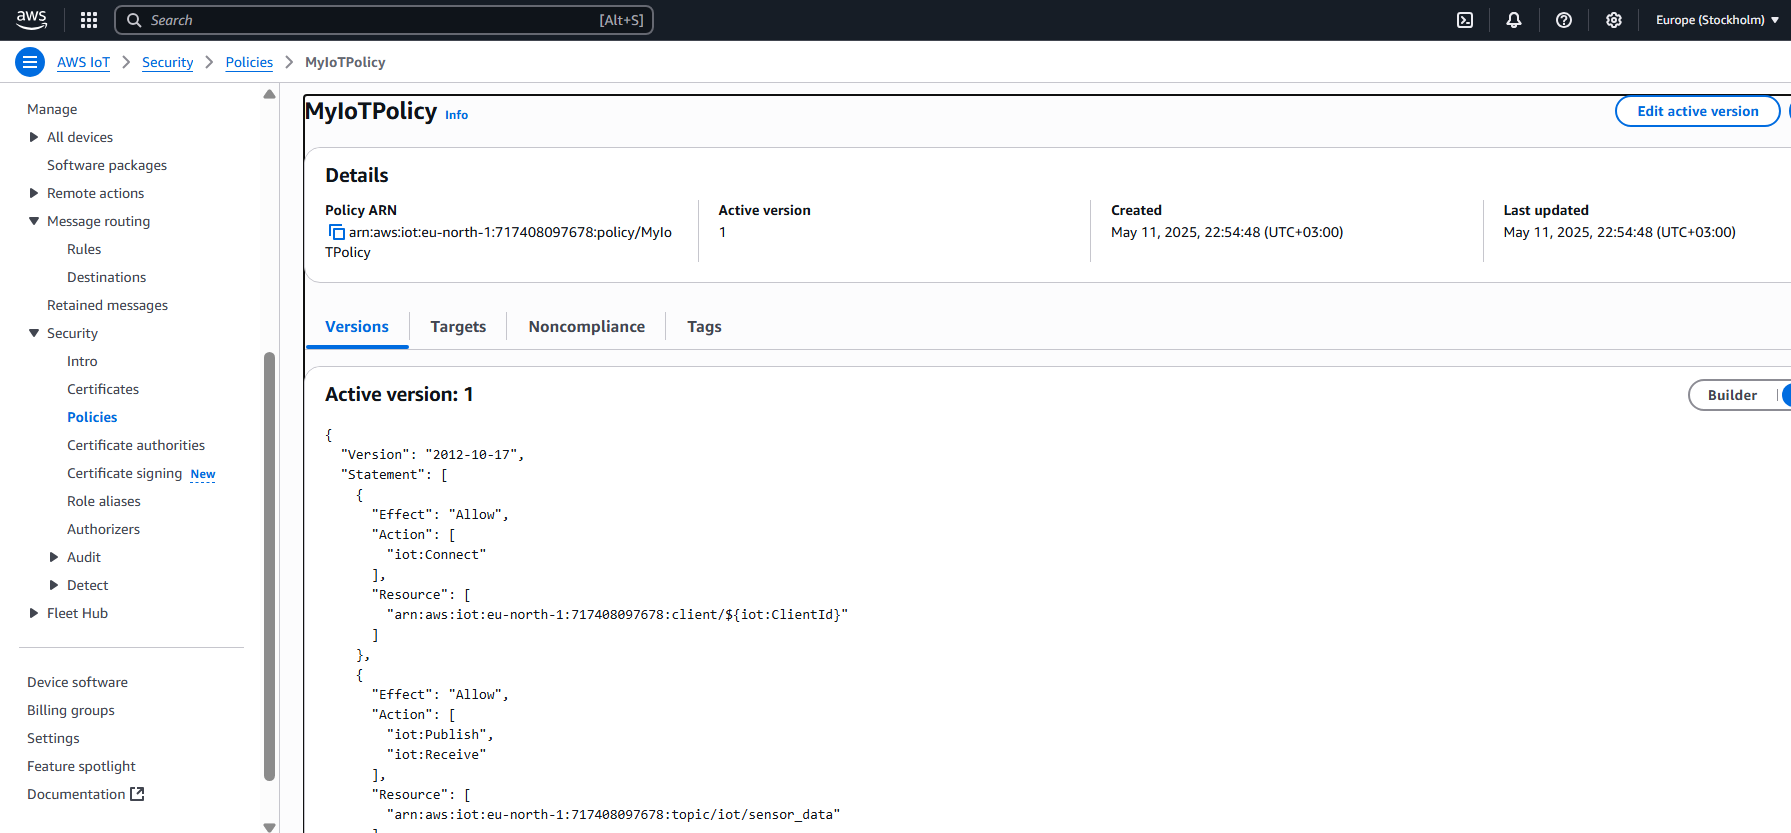 aws
Search [Alt+S]
Europe (Stockholm)
AWS IoT
Security
Policies
MyIoTPolicy
Manage
All devices
Software packages
Remote actions
Message routing
Rules
Destinations
Retained messages
Security
Intro
Certificates
Policies
Certificate authorities
Certificate signing New
Role aliases
Authorizers
Audit
Detect
Fleet Hub
Device software
Billing groups
Settings
Feature spotlight
Documentation
MyIoTPolicy Info
Edit active version
Details
Policy ARN
arn:aws:iot:eu-north-1:717408097678:policy/MyIo
TPolicy
Active version
1
Created
May 11, 2025, 22:54:48 (UTC+03:00)
Last updated
May 11, 2025, 22:54:48 (UTC+03:00)
Versions
Targets
Noncompliance
Tags
Active version: 1
Builder
{
"Version": "2012-10-17",
"Statement": [
{
"Effect": "Allow",
"Action": [
"iot:Connect"
],
"Resource": [
"arn:aws:iot:eu-north-1:717408097678:client/${iot:ClientId}"
]
},
{
"Effect": "Allow",
"Action": [
"iot:Publish",
"iot:Receive"
],
"Resource": [
"arn:aws:iot:eu-north-1:717408097678:topic/iot/sensor_data"